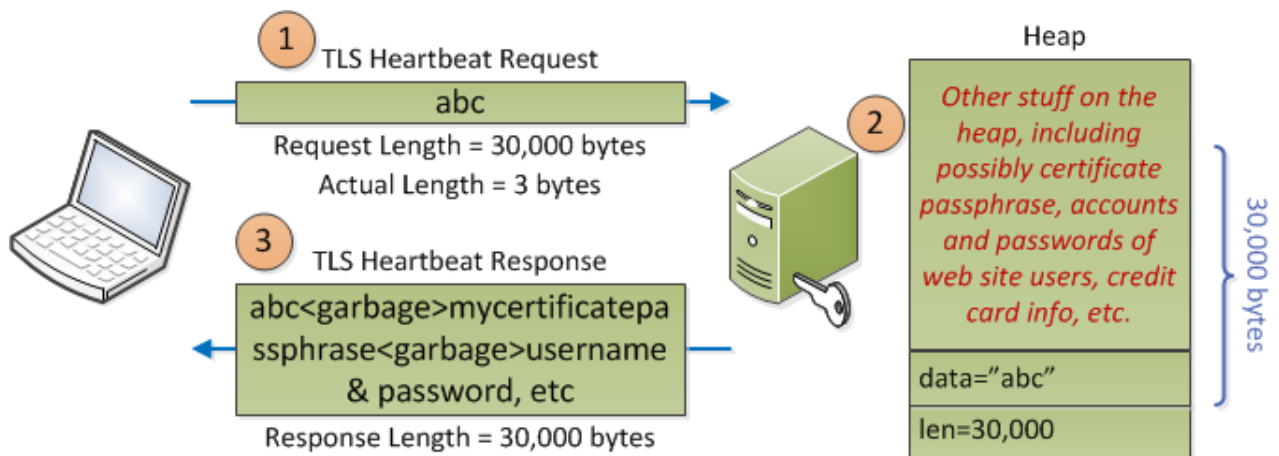 1
TLS Heartbeat Request
abc
Request Length = 30,000 bytes
Actual Length = 3 bytes
3
TLS Heartbeat Response
abc<garbage>mycertificatepa
ssphrase<garbage>username
& password, etc
Response Length = 30,000 bytes
2
Heap
Other stuff on the
heap, including
possibly certificate
passphrase, accounts
and passwords of
web site users, credit
card info, etc.
data=”abc”
len=30,000
30,000 bytes